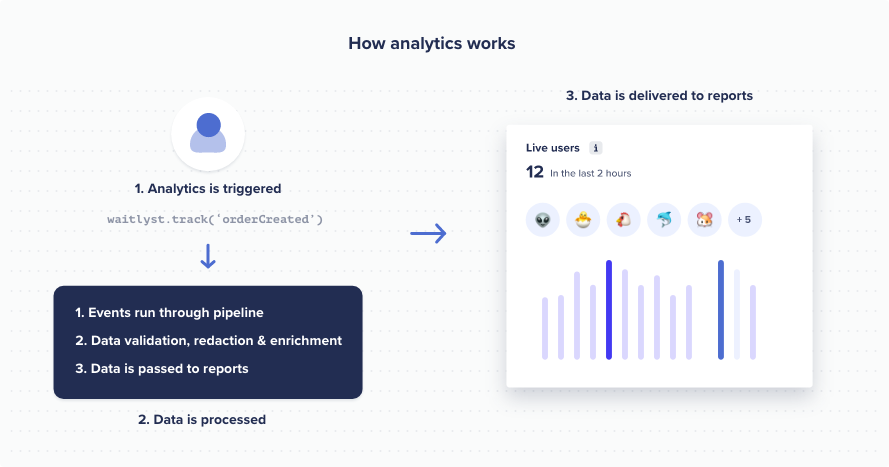 How analytics works
1. Analytics is triggered
waitlyst.track(‘orderCreated’)
1. Events run through pipeline
2. Data validation, redaction & enrichment
3. Data is passed to reports
2. Data is processed
3. Data is delivered to reports
Live users i
12 In the last 2 hours
+ 5